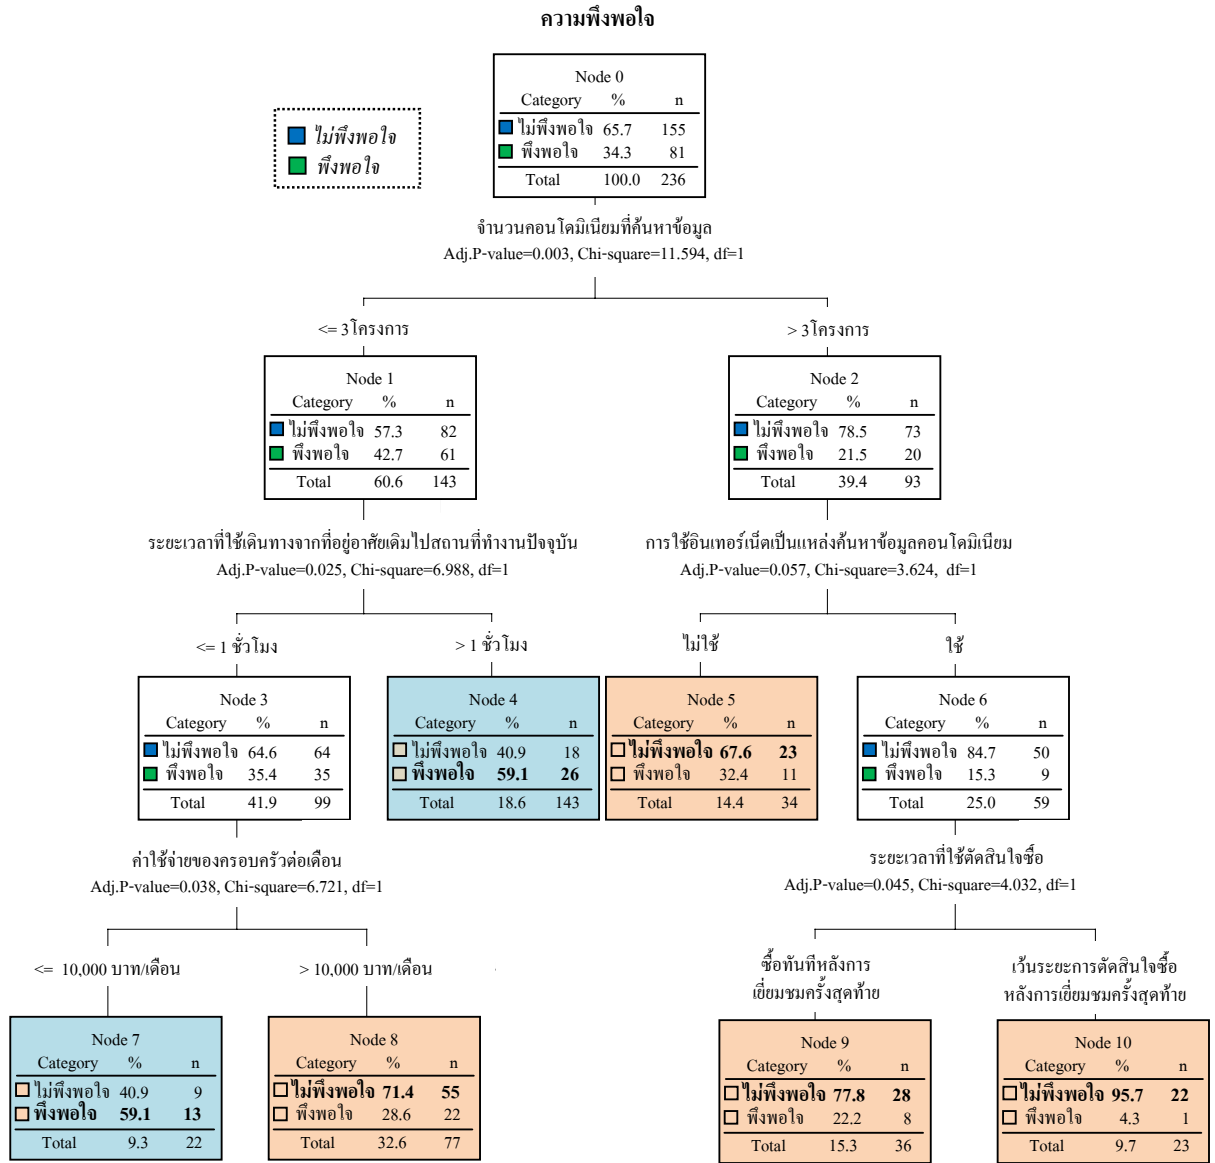 ความพึงพอใจ
ไม่พึงพอใจ
พึงพอใจ
Node 0
Category % n
ไม่พึงพอใจ 65.7 155
พึงพอใจ 34.3 81
Total 100.0 236
จำนวนคอนโดมิเนียมที่ค้นหาข้อมูล
Adj.P-value=0.003, Chi-square=11.594, df=1
<= 3โครงการ
> 3โครงการ
Node 1
Category % n
ไม่พึงพอใจ 57.3 82
พึงพอใจ 42.7 61
Total 60.6 143
Node 2
Category % n
ไม่พึงพอใจ 78.5 73
พึงพอใจ 21.5 20
Total 39.4 93
ระยะเวลาที่ใช้เดินทางจากที่อยู่อาศัยเดิมไปสถานที่ทำงานปัจจุบัน
Adj.P-value=0.025, Chi-square=6.988, df=1
การใช้อินเทอร์เน็ตเป็นแหล่งค้นหาข้อมูลคอนโดมิเนียม
Adj.P-value=0.057, Chi-square=3.624, df=1
<= 1 ชั่วโมง
> 1 ชั่วโมง
ไม่ใช้
ใช้
Node 3
Category % n
ไม่พึงพอใจ 64.6 64
พึงพอใจ 35.4 35
Total 41.9 99
Node 4
Category % n
ไม่พึงพอใจ 40.9 18
พึงพอใจ 59.1 26
Total 18.6 143
Node 5
Category % n
ไม่พึงพอใจ 67.6 23
พึงพอใจ 32.4 11
Total 14.4 34
Node 6
Category % n
ไม่พึงพอใจ 84.7 50
พึงพอใจ 15.3 9
Total 25.0 59
ค่าใช้จ่ายของครอบครัวต่อเดือน
Adj.P-value=0.038, Chi-square=6.721, df=1
ระยะเวลาที่ใช้ตัดสินใจซื้อ
Adj.P-value=0.045, Chi-square=4.032, df=1
<= 10,000 บาท/เดือน
> 10,000 บาท/เดือน
ซื้อทันทีหลังการ
เยี่ยมชมครั้งสุดท้าย
เว้นระยะการตัดสินใจซื้อ
หลังการเยี่ยมชมครั้งสุดท้าย
Node 7
Category % n
ไม่พึงพอใจ 40.9 9
พึงพอใจ 59.1 13
Total 9.3 22
Node 8
Category % n
ไม่พึงพอใจ 71.4 55
พึงพอใจ 28.6 22
Total 32.6 77
Node 9
Category % n
ไม่พึงพอใจ 77.8 28
พึงพอใจ 22.2 8
Total 15.3 36
Node 10
Category % n
ไม่พึงพอใจ 95.7 22
พึงพอใจ 4.3 1
Total 9.7 23